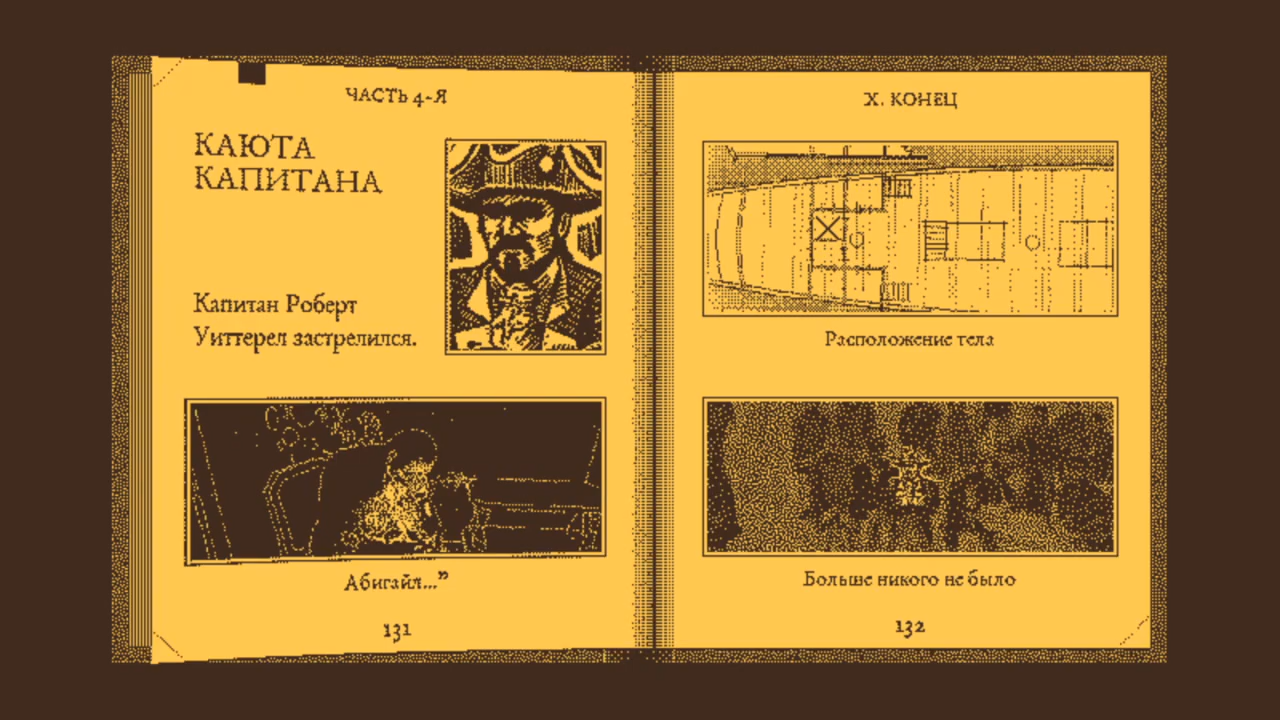 ЧАСТЬ 4-Я
КАЮТА
КАПИТАНА
Капитан Роберт
Уиттерел застрелился.
Абигайл...”
131
X. КОНЕЦ
Расположение тела
Больше никого не было
132